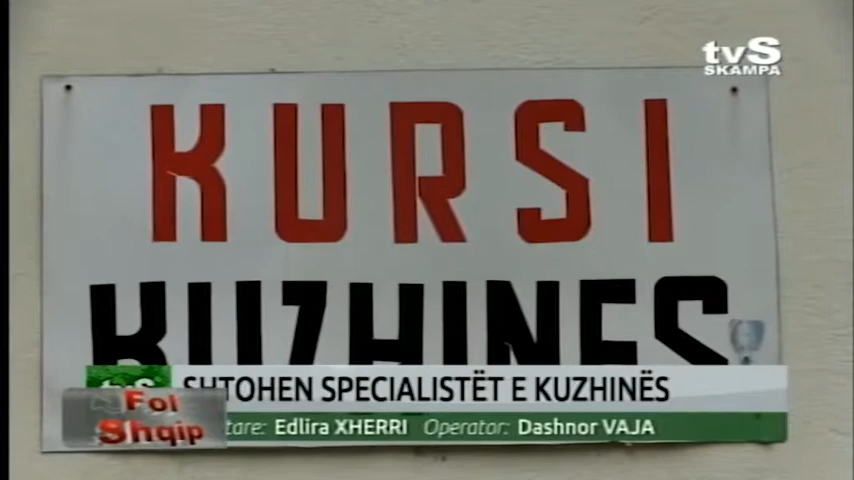 tvS
SKAMPA
KURSI
KUZHINES
SHTOHEN SPECIALISTËT E KUZHINËS
Fol
Shqip
Edlira XHERRI Operator: Dashnor VAJA